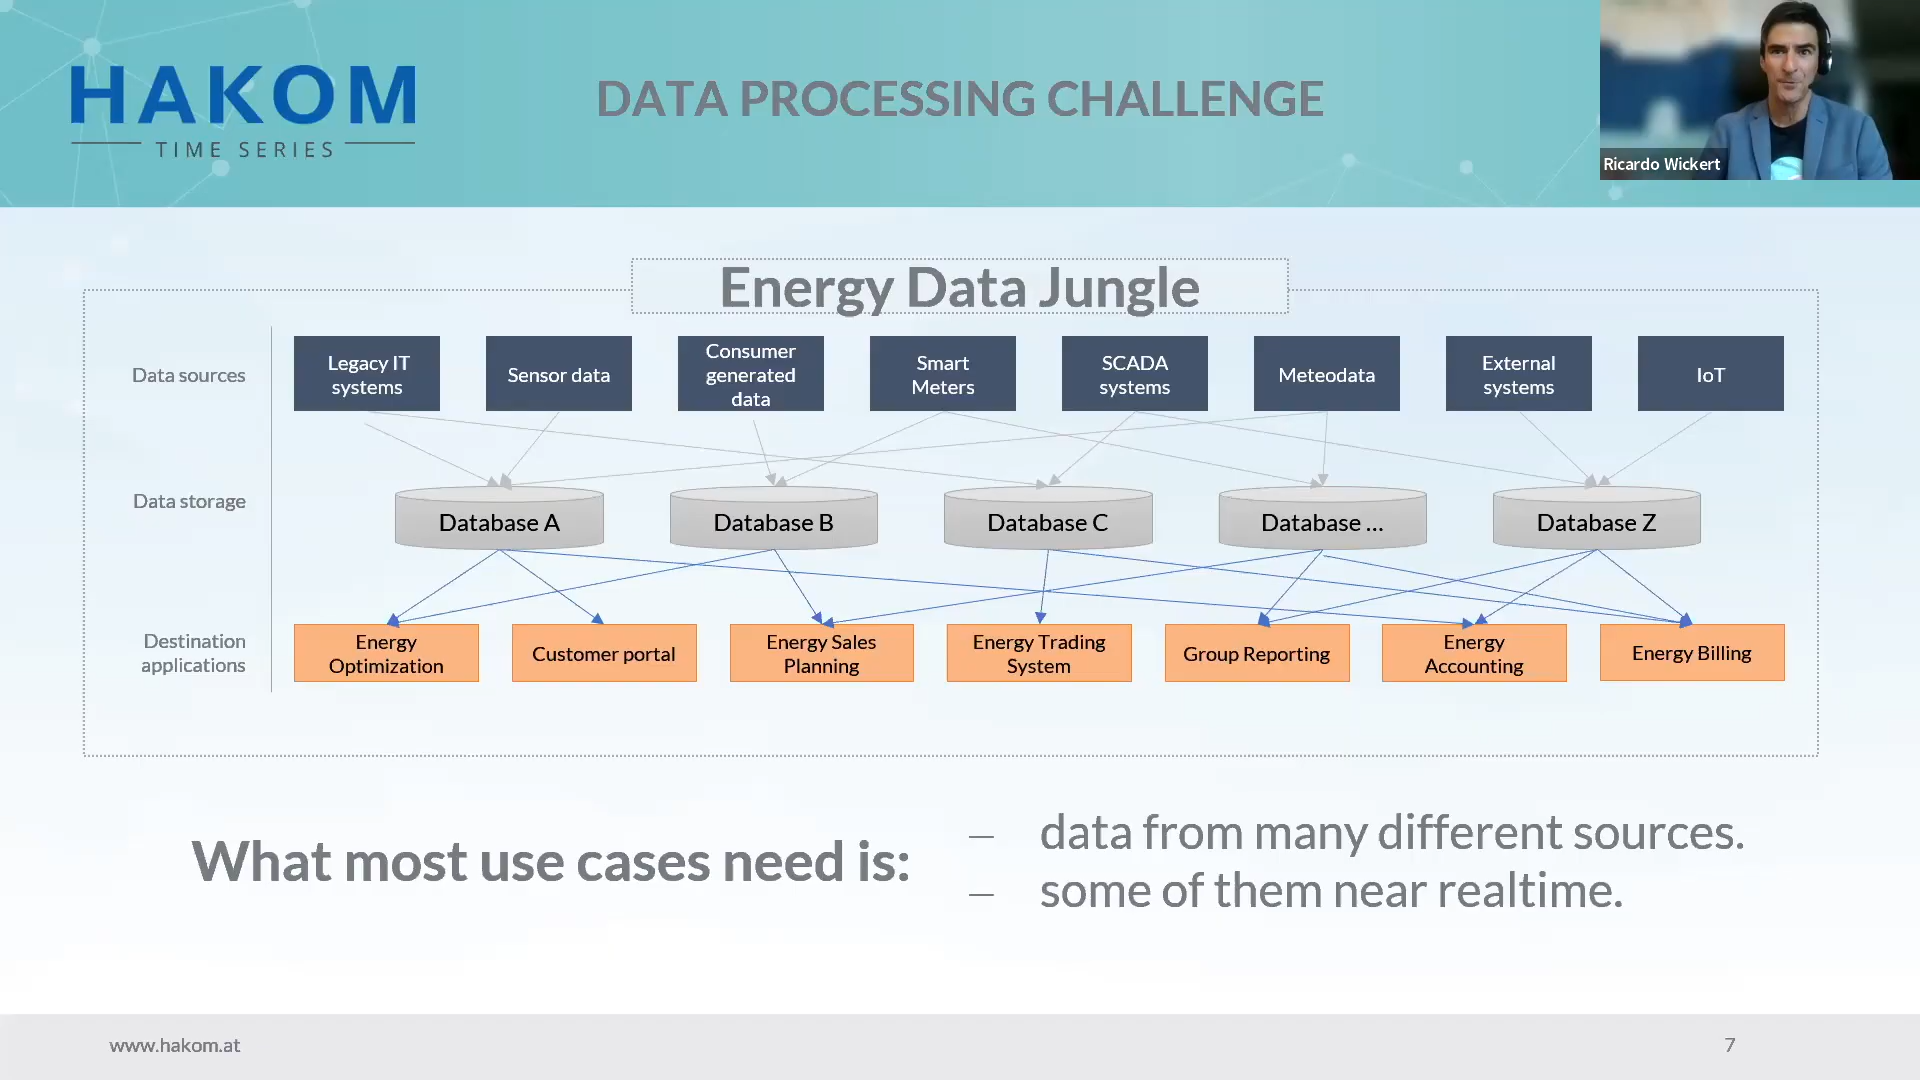 HAKOM
TIME SERIES
DATA PROCESSING CHALLENGE
Ricardo Wickert
Energy Data Jungle
Data sources
Legacy IT
systems
Sensor data
Consumer
generated
data
Smart
Meters
SCADA
systems
Meteodata
External
systems
IoT
Data storage
Database A
Database B
Database C
Database ...
Database Z
Destination
applications
Energy
Optimization
Customer portal
Energy Sales
Planning
Energy Trading
System
Group Reporting
Energy
Accounting
Energy Billing
What most use cases need is:
– data from many different sources.
– some of them near realtime.
www.hakom.at
7